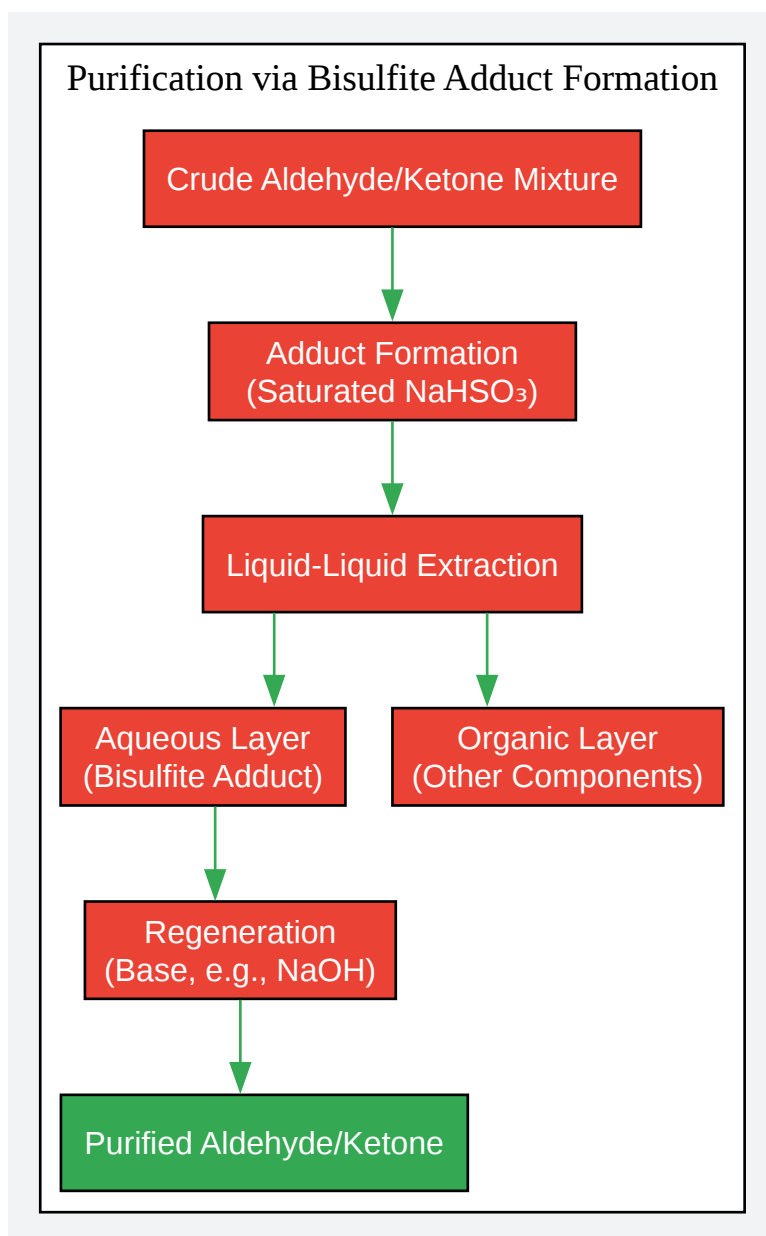 Purification via Bisulfite Adduct Formation
Crude Aldehyde/Ketone Mixture
Adduct Formation
(Saturated NaHSO₃)
Liquid-Liquid Extraction
Aqueous Layer
(Bisulfite Adduct)
Organic Layer
(Other Components)
Regeneration
(Base, e.g., NaOH)
Purified Aldehyde/Ketone